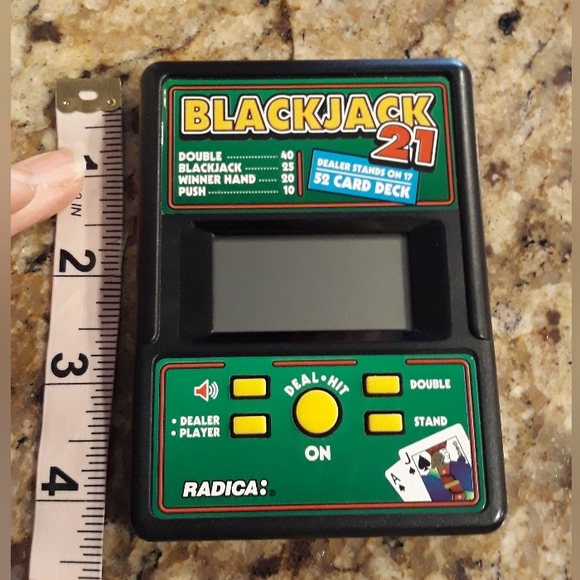 BLACKJACK
21
DOUBLE ............... 40
BLACKJACK ........ 25
WINNER HAND ..... 20
PUSH .................. 10
DEALER STANDS ON 17
52 CARD DECK
DEAL • HIT
DOUBLE
• DEALER
• PLAYER
STAND
ON
RADICA:®
A
J
1
IN
2
3
4